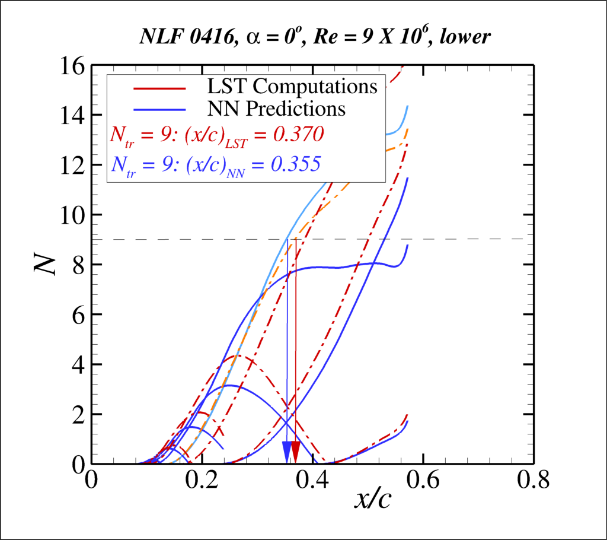 NLF 0416, α = 0°, Re = 9 X 10⁶, lower
LST Computations
NN Predictions
N_tr = 9: (x/c)_LST = 0.370
N_tr = 9: (x/c)_NN = 0.355
16
14
12
10
8
6
4
2
0
N
0 0.2 0.4 0.6 0.8
x/c